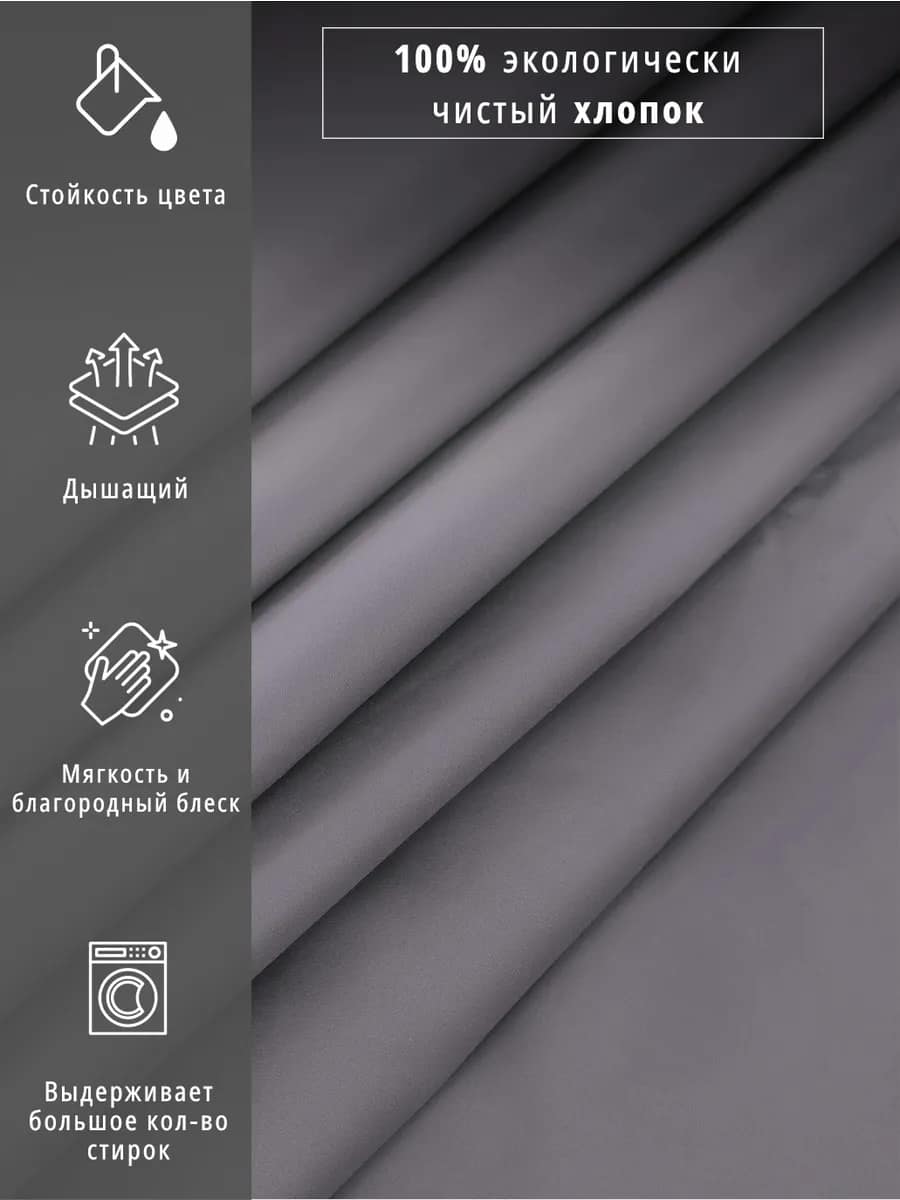 100% экологически
чистый хлопок
Стойкость цвета
Дышащий
Мягкость и
благородный блеск
Выдерживает
большое кол-во
стирок